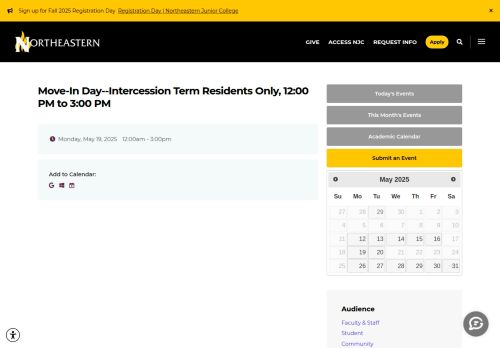 Sign up for Fall 2025 Registration Day Registration Day | Northeastern Junior College ×
NORTHEASTERN GIVE ACCESS NJC REQUEST INFO Apply
Move-In Day--Intercession Term Residents Only, 12:00
PM to 3:00 PM
Monday, May 19, 2025 12:00am - 3:00pm
Add to Calendar:
Today's Events
This Month's Events
Academic Calendar
Submit an Event
May 2025
Su Mo Tu We Th Fr Sa
27 28 29 30 1 2 3
4 5 6 7 8 9 10
11 12 13 14 15 16 17
18 19 20 21 22 23 24
25 26 27 28 29 30 31
Audience
Faculty & Staff
Student
Community